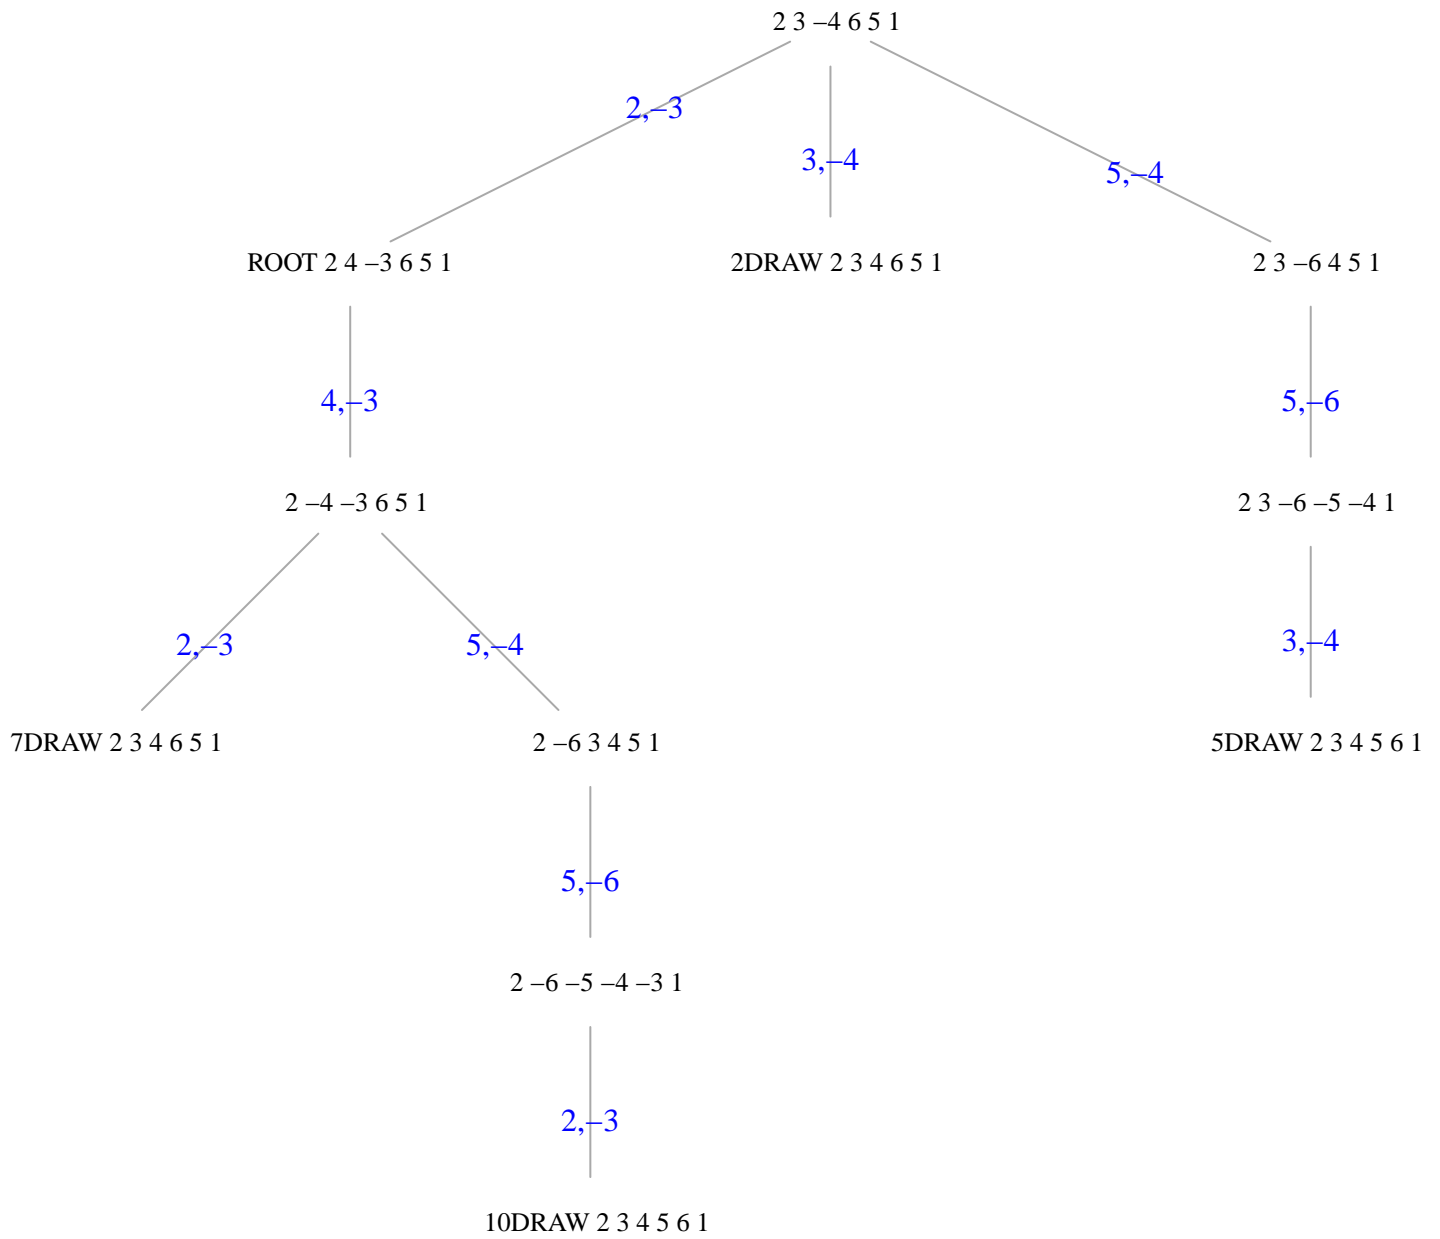 2 3 –4 6 5 1
2,–3
3,–4
5,–4
ROOT 2 4 –3 6 5 1
2DRAW 2 3 4 6 5 1
2 3 –6 4 5 1
4,–3
5,–6
2 –4 –3 6 5 1
2 3 –6 –5 –4 1
2,–3
5,–4
3,–4
7DRAW 2 3 4 6 5 1
2 –6 3 4 5 1
5DRAW 2 3 4 5 6 1
5,–6
2 –6 –5 –4 –3 1
2,–3
10DRAW 2 3 4 5 6 1